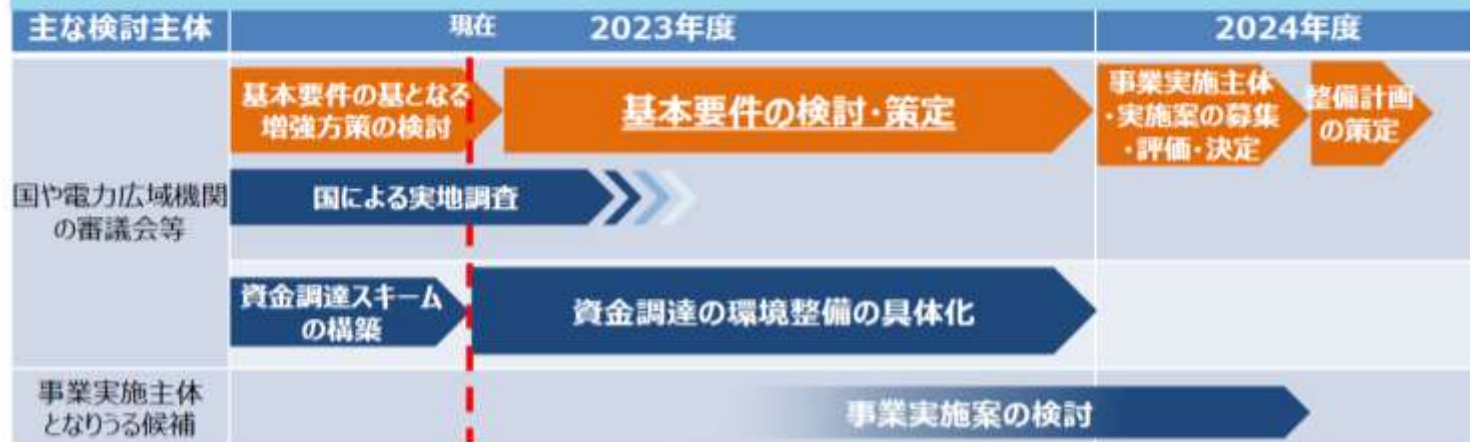 主な検討主体
現在
2023年度
2024年度
国や電力広域機関
の審議会等
基本要件の基となる
増強方策の検討
基本要件の検討・策定
事業実施主体
・実施案の募集
・評価・決定
整備計画
の策定
国による実地調査
資金調達スキーム
の構築
資金調達の環境整備の具体化
事業実施主体
となりうる候補
事業実施案の検討